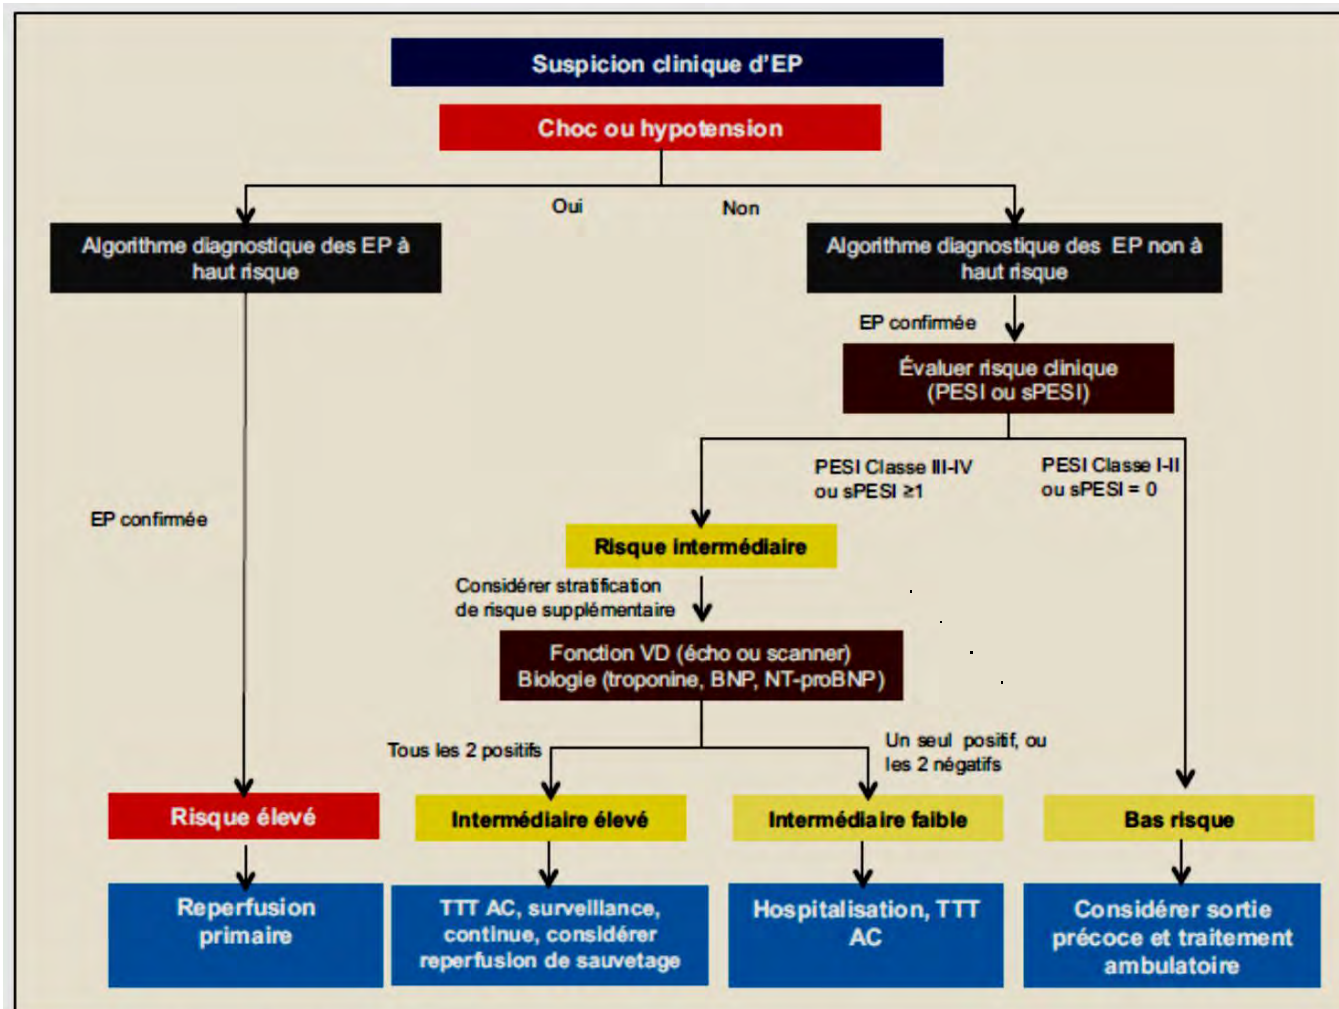 Suspicion clinique d'EP
Choc ou hypotension
Oui
Non
Algorithme diagnostique des EP à
haut risque
Algorithme diagnostique des EP non à
haut risque
EP confirmée
Évaluer risque clinique
(PESI ou sPESI)
PESI Classe III-IV
ou sPESI ≥1
PESI Classe I-II
ou sPESI = 0
EP confirmée
Risque intermédiaire
Considérer stratification
de risque supplémentaire
Fonction VD (écho ou scanner)
Biologie (troponine, BNP, NT-proBNP)
Tous les 2 positifs
Un seul positif, ou
les 2 négatifs
Risque élevé
Intermédiaire élevé
Intermédiaire faible
Bas risque
Reperfusion
primaire
TTT AC, surveillance,
continue, considérer
reperfusion de sauvetage
Hospitalisation, TTT
AC
Considérer sortie
précoce et traitement
ambulatoire